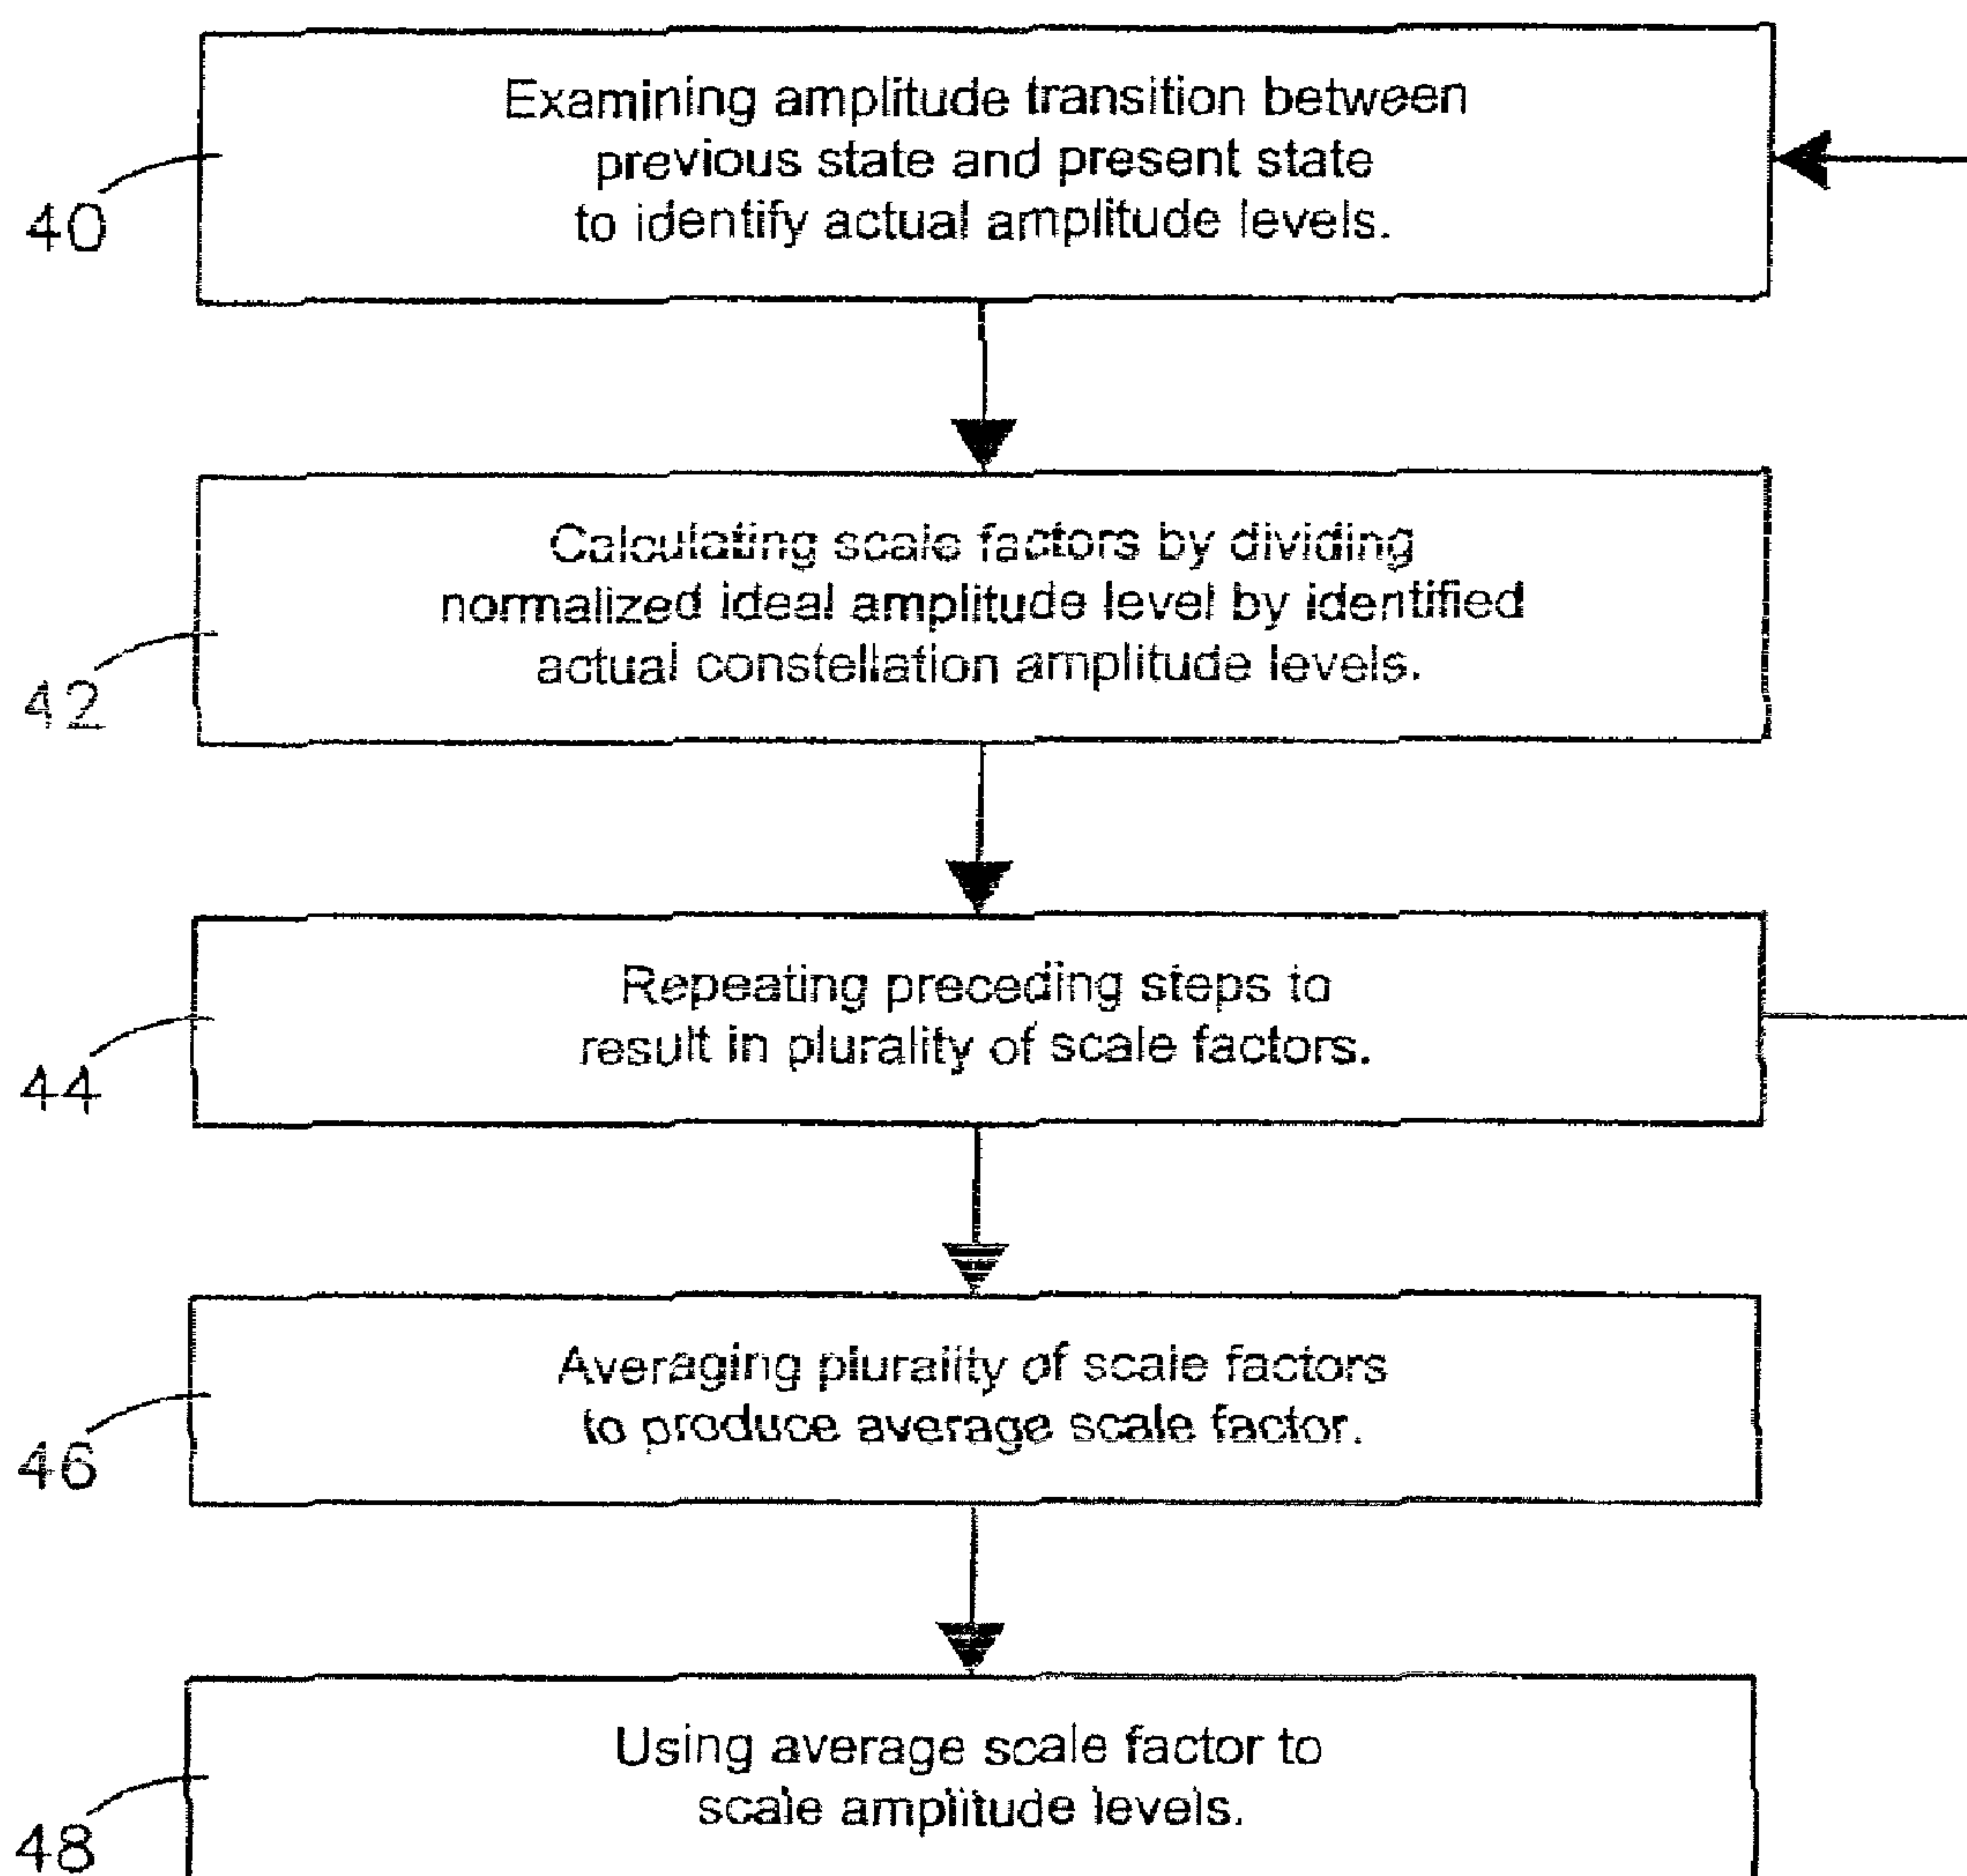 Examining amplitude transition between
previous state and present state
to identify actual amplitude levels.
40
Calculating scale factors by dividing
normalized ideal amplitude level by identified
actual constellation amplitude levels.
42
Repeating preceding steps to
result in plurality of scale factors.
44
Averaging plurality of scale factors
to produce average scale factor.
46
Using average scale factor to
scale amplitude levels.
48